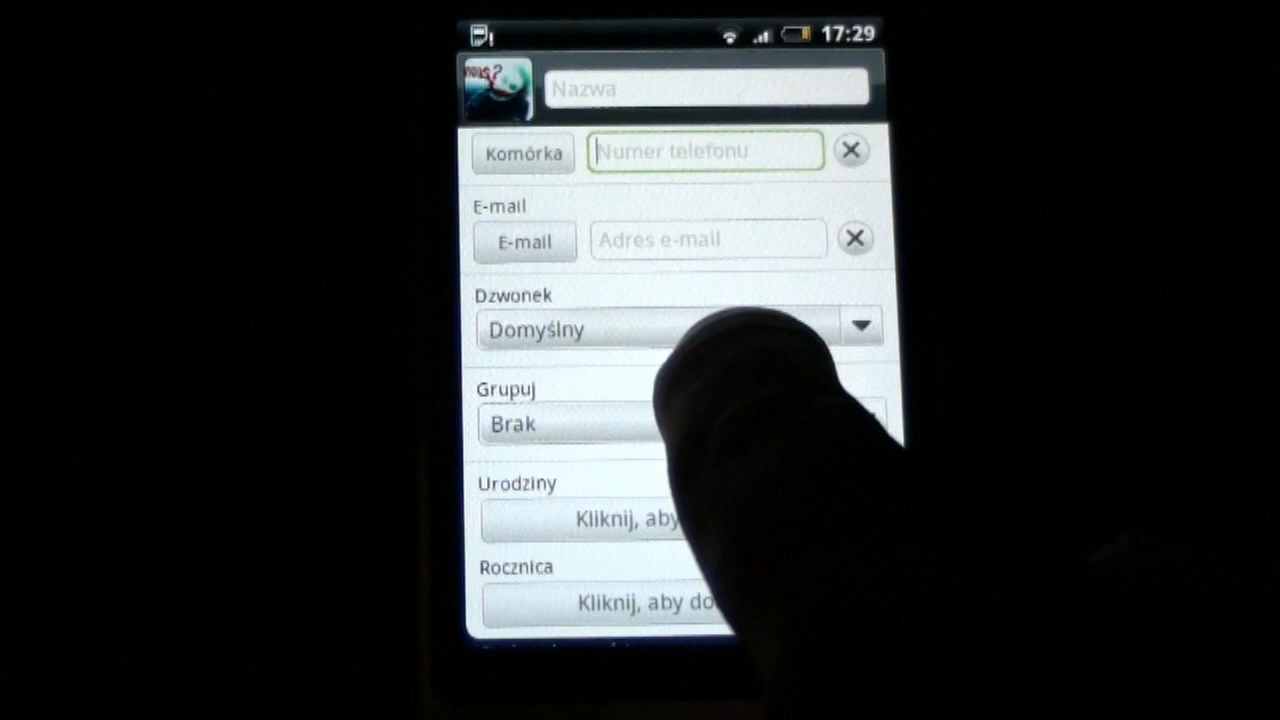 17:29
Nazwa
Komórka
Numer telefonu
E-mail
E-mail
Adres e-mail
Dzwonek
Domyślny
Grupuj
Brak
Urodziny
Kliknij, aby
Rocznica
Kliknij, aby do